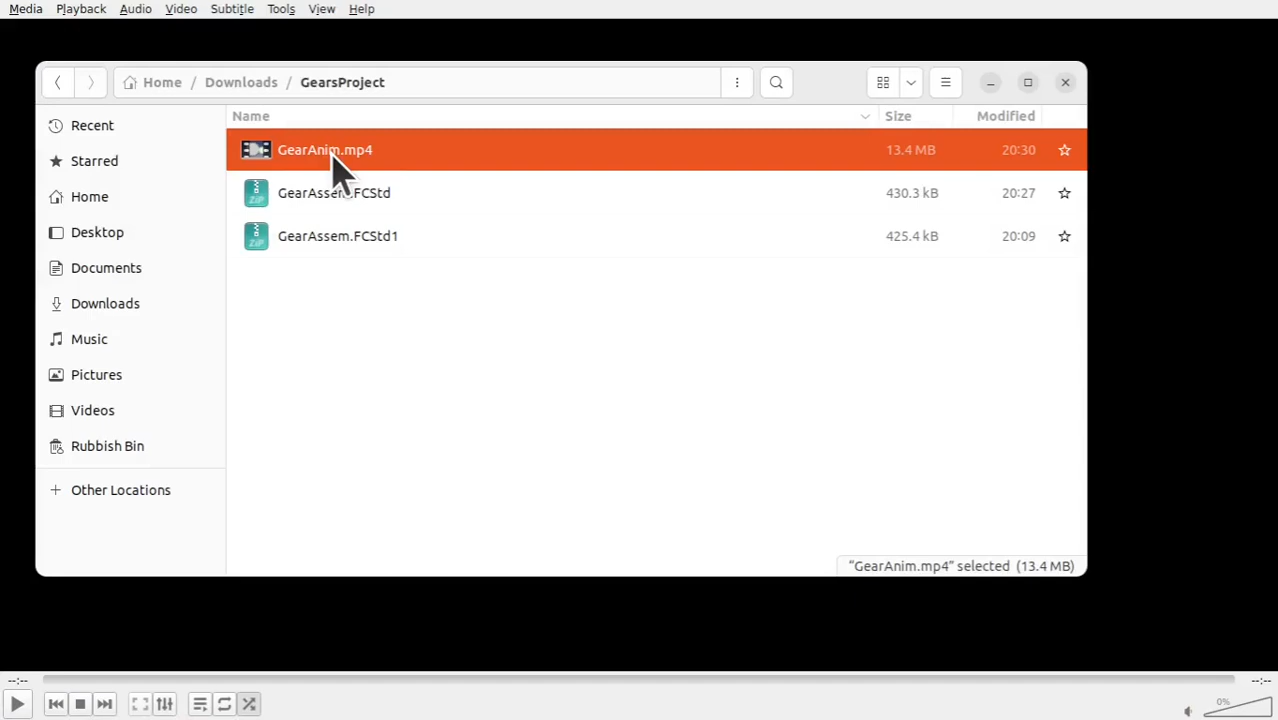 Media Playback Audio Video Subtitle Tools View Help
Home / Downloads / GearsProject
Name Size Modified
Recent
Starred
Home
Desktop
Documents
Downloads
Music
Pictures
Videos
Rubbish Bin
+ Other Locations
GearAnim.mp4 13.4 MB 20:30
ZIP GearAssem.FCStd 430.3 kB 20:27
ZIP GearAssem.FCStd1 425.4 kB 20:09
“GearAnim.mp4” selected (13.4 MB)
--:-- --:--
0%